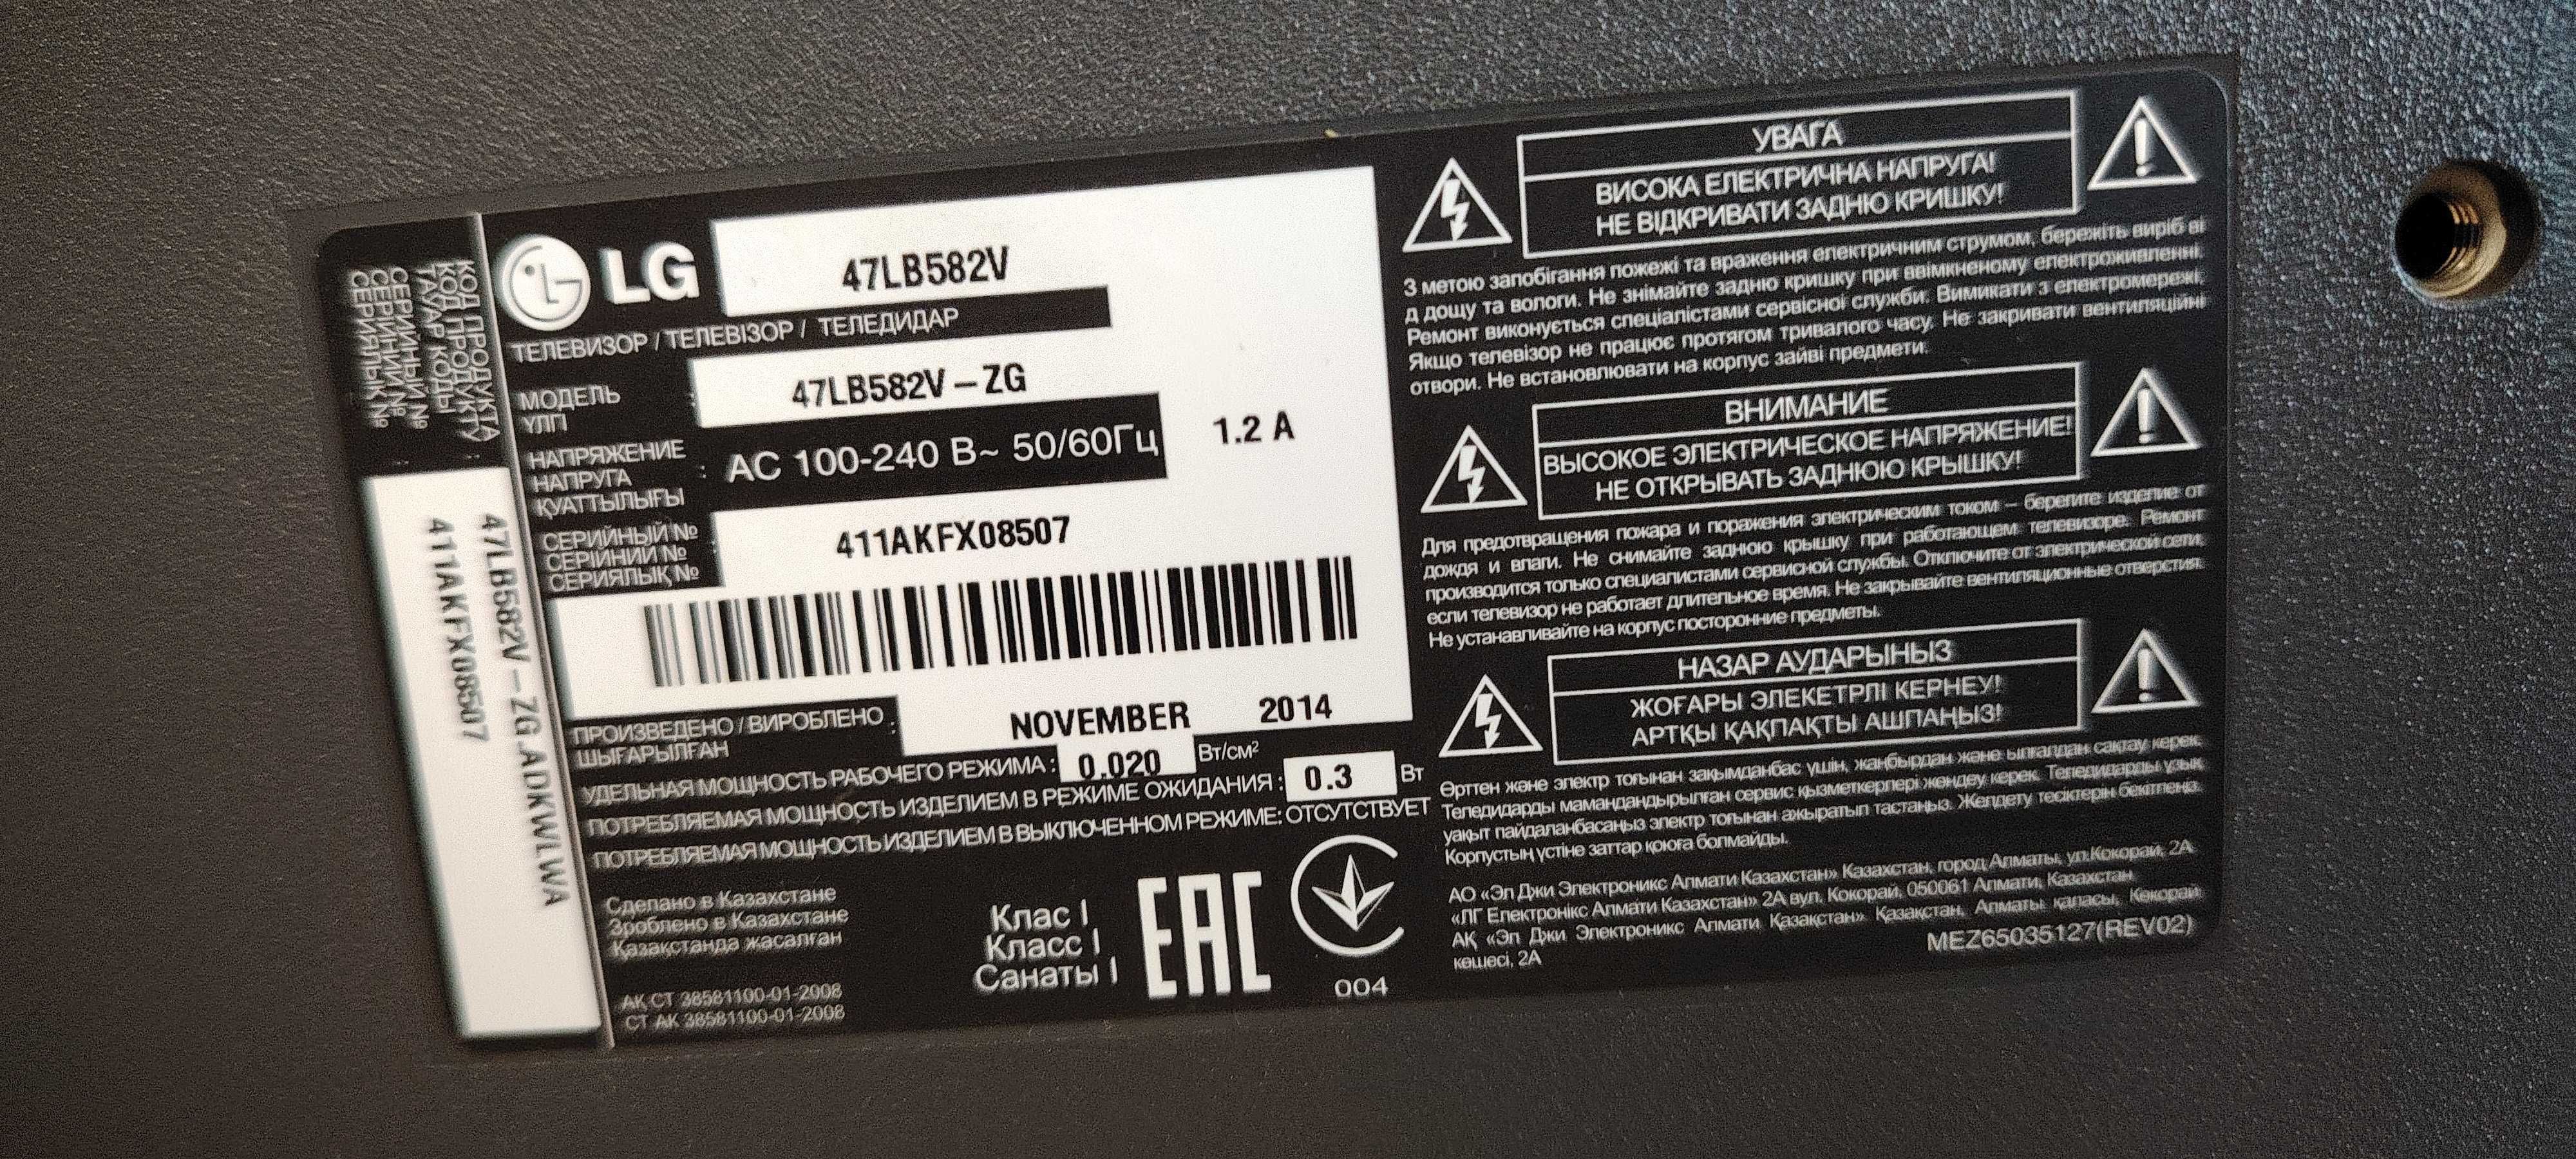 КОД ПРОДУКТА
КОД ПРОДУКТУ
ТАУАР КОДЫ
СЕРИЙНЫЙ №
СЕРІЙНИЙ №
СЕРИЯЛЫҚ №
47LB582V-ZG.ADKWLWA
411AKFX08507
LG 47LB582V
ТЕЛЕВИЗОР / ТЕЛЕВІЗОР / ТЕЛЕДИДАР
МОДЕЛЬ
ҮЛГІ
: 47LB582V-ZG
НАПРЯЖЕНИЕ
НАПРУГА
ҚУАТТЫЛЫҒЫ
: AC 100-240 В~ 50/60Гц 1.2 A
СЕРИЙНЫЙ №
СЕРІЙНИЙ №
СЕРИЯЛЫҚ №
: 411AKFX08507
ПРОИЗВЕДЕНО / ВИРОБЛЕНО
ШЫҒАРЫЛҒАН
: NOVEMBER 2014
УДЕЛЬНАЯ МОЩНОСТЬ РАБОЧЕГО РЕЖИМА : 0.020 Вт/см²
ПОТРЕБЛЯЕМАЯ МОЩНОСТЬ ИЗДЕЛИЕМ В РЕЖИМЕ ОЖИДАНИЯ : 0.3 Вт
ПОТРЕБЛЯЕМАЯ МОЩНОСТЬ ИЗДЕЛИЕМ В ВЫКЛЮЧЕННОМ РЕЖИМЕ: ОТСУТСТВУЕТ
Сделано в Казахстане
Зроблено в Казахстане
Қазақстанда жасалған
АҚ СТ 38581100-01-2008
СТ АК 38581100-01-2008
Клас I
Класс I
Санаты I
EAC
004
УВАГА
ВИСОКА ЕЛЕКТРИЧНА НАПРУГА!
НЕ ВІДКРИВАТИ ЗАДНЮ КРИШКУ!
З метою запобігання пожежі та враження електричним струмом, бережіть виріб ві
д дощу та вологи. Не знімайте задню кришку при ввімкненому електроживленні.
Ремонт виконується спеціалістами сервісної служби. Вимикати з електромережі,
Якщо телевізор не працює протягом тривалого часу. Не закривати вентиляційні
отвори. Не встановлювати на корпус зайві предмети.
ВНИМАНИЕ
ВЫСОКОЕ ЭЛЕКТРИЧЕСКОЕ НАПРЯЖЕНИЕ!
НЕ ОТКРЫВАТЬ ЗАДНЮЮ КРЫШКУ!
Для предотвращения пожара и поражения электрическим током – берегите изделие от
дождя и влаги. Не снимайте заднюю крышку при работающем телевизоре. Ремонт
производится только специалистами сервисной службы. Отключите от электрической сети,
если телевизор не работает длительное время. Не закрывайте вентиляционные отверстия.
Не устанавливайте на корпус посторонние предметы.
НАЗАР АУДАРЫНЫЗ
ЖОҒАРЫ ЭЛЕКЕТРЛІ КЕРНЕУ!
АРТҚЫ ҚАҚПАҚТЫ АШПАҢЫЗ!
Өрттен және электр тоғынан зақымданбас үшін, жаңбырдан және ылғалдан сақтау керек.
Теледидарды мамандандырылған сервис қызметкерлері жөндеу керек. Теледидарды ұзақ
уақыт пайдаланбасаңыз электр тоғынан ажыратып тастаңыз. Желдету тесіктерін бекітпеңіз.
Корпустың үстіне заттар қоюға болмайды.
АО «Эл Джи Электроникс Алмати Казахстан» Казахстан, город Алматы, ул.Кокорай, 2А
«ЛГ Електронікс Алмати Казахстан» 2А вул. Кокорай, 050061 Алмати, Казахстан
АҚ «Эл Джи Электроникс Алмати Қазақстан» Қазақстан, Алматы қаласы, Көкорай
көшесі, 2А
MEZ65035127(REV02)